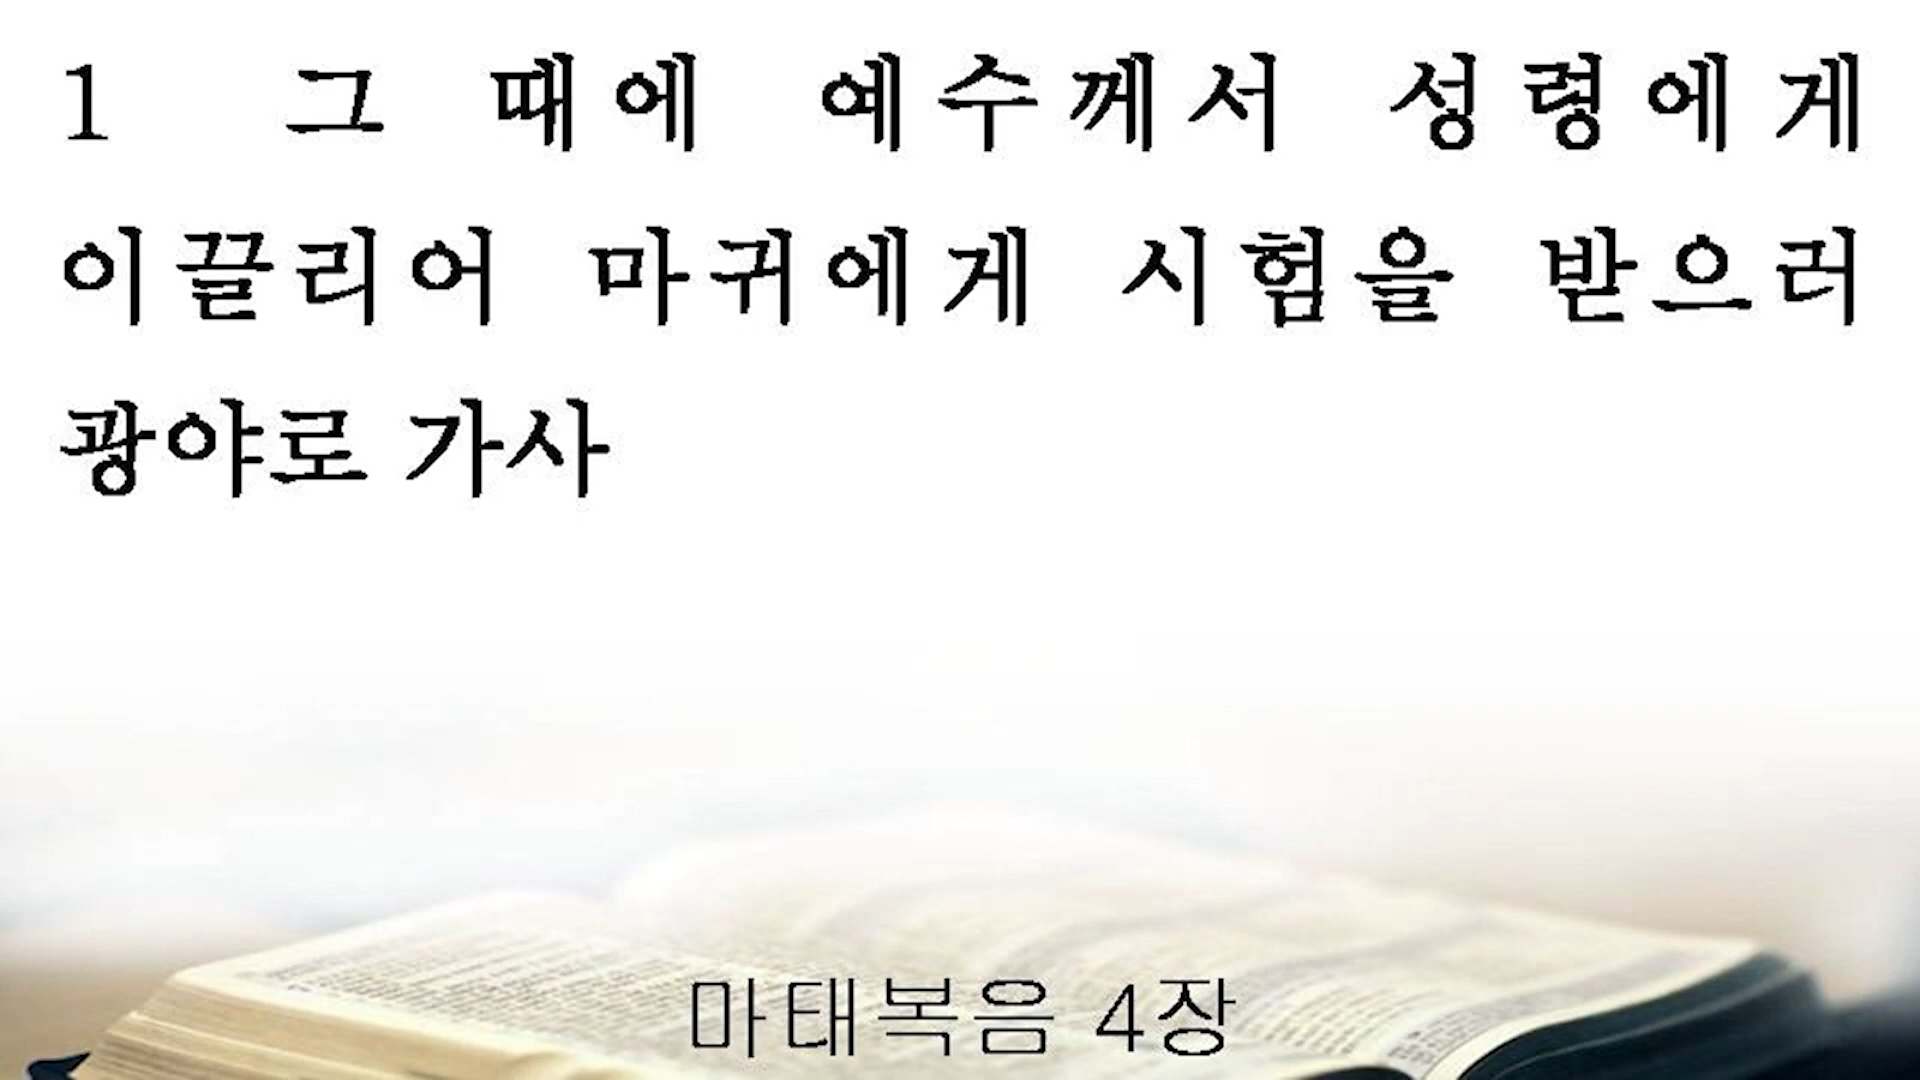 1 그 때에 예수께서 성령에게
이끌리어 마귀에게 시험을 받으러
광야로 가사
마태복음 4장